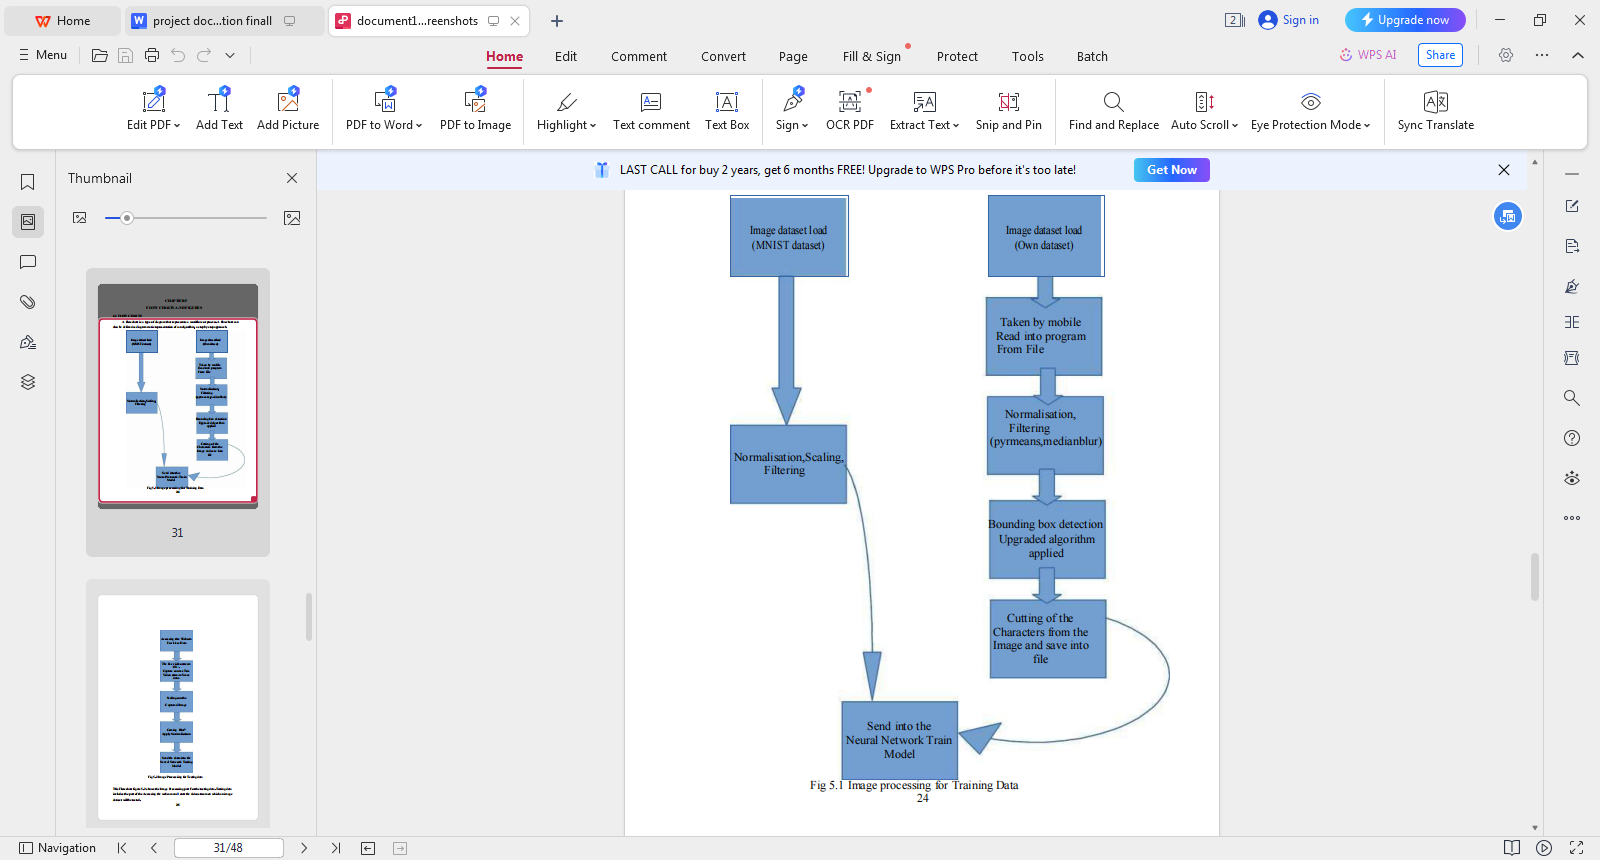 Home
project doc...tion finall
document1...reenshots
2
Sign in
Upgrade now
Menu
Home
Edit
Comment
Convert
Page
Fill & Sign
Protect
Tools
Batch
WPS AI
Share
Edit PDF
Add Text
Add Picture
PDF to Word
PDF to Image
Highlight
Text comment
Text Box
Sign
OCR PDF
Extract Text
Snip and Pin
Find and Replace
Auto Scroll
Eye Protection Mode
Sync Translate
Thumbnail
LAST CALL for buy 2 years, get 6 months FREE! Upgrade to WPS Pro before it's too late!
Get Now
31
Image dataset load
(MNIST dataset)
Image dataset load
(Own dataset)
Taken by mobile
Read into program
From File
Normalisation,
Filtering
(pyrmeans,medianblur)
Normalisation,Scaling,
Filtering
Bounding box detection
Upgraded algorithm
applied
Cutting of the
Characters from the
Image and save into
file
Send into the
Neural Network Train
Model
Fig 5.1 Image processing for Training Data
24
Navigation
31/48